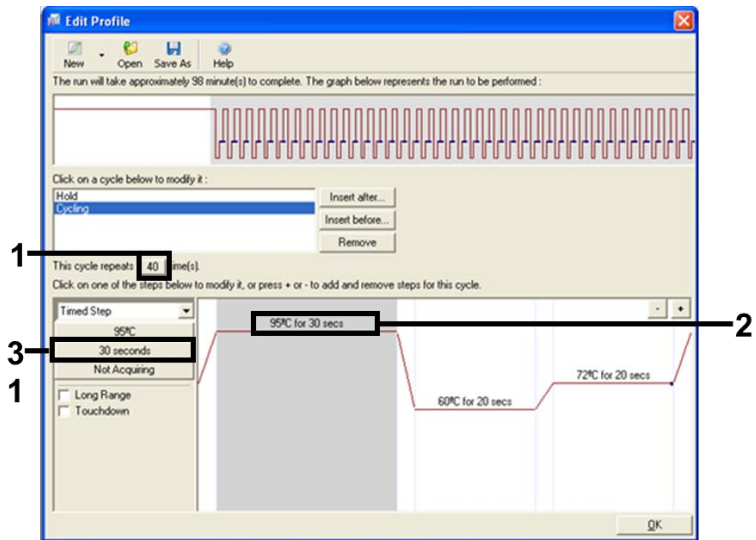 Edit Profile
New Open Save As Help
The run will take approximately 98 minute(s) to complete. The graph below represents the run to be performed :
Click on a cycle below to modify it :
Hold
Cycling
Insert after...
Insert before...
Remove
1
This cycle repeats 40 time(s).
Click on one of the steps below to modify it, or press + or - to add and remove steps for this cycle.
Timed Step
- +
95ºC for 30 secs
2
95ºC
3
30 seconds
Not Acquiring
1
Long Range
Touchdown
60ºC for 20 secs
72ºC for 20 secs
OK